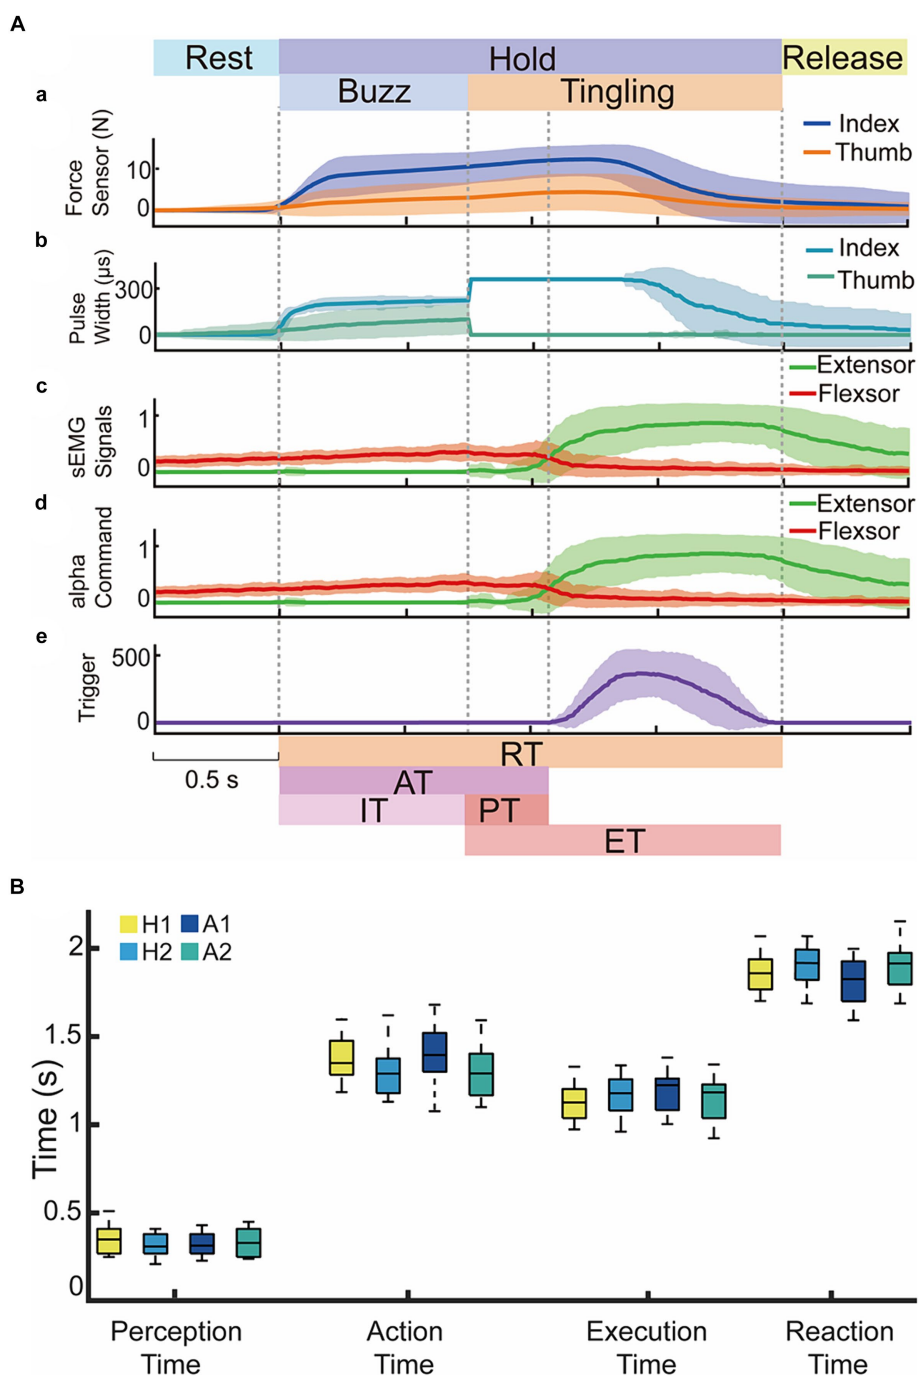 A
Rest
Hold
Release
Buzz
Tingling
a
Force
Sensor (N)
10
0
Index
Thumb
b
Pulse
Width (µs)
300
0
Index
Thumb
c
sEMG
Signals
1
0
Extensor
Flexsor
d
alpha
Command
1
0
Extensor
Flexsor
e
Trigger
500
0
RT
0.5 s
AT
IT
PT
ET
B
H1
A1
H2
A2
Time (s)
2
1.5
1
0.5
0
Perception
Time
Action
Time
Execution
Time
Reaction
Time